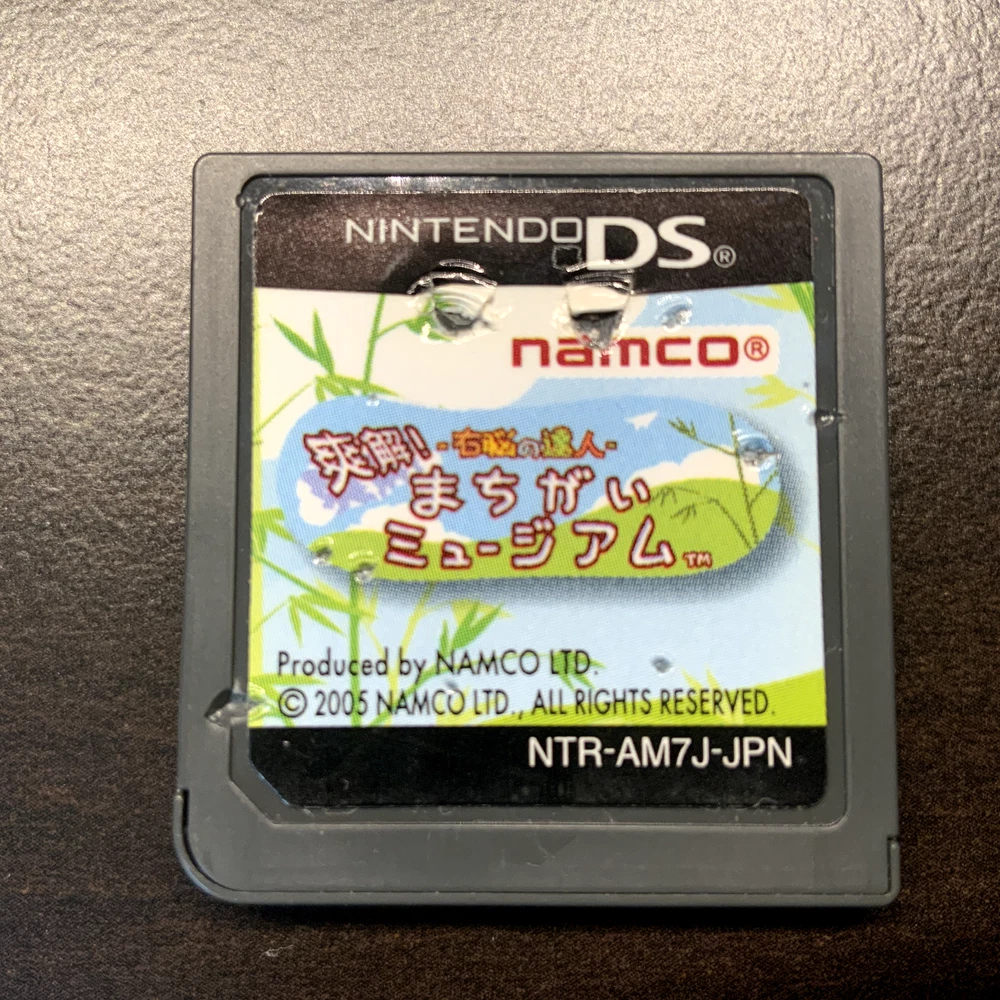 NINTENDO DS®
namco®
爽解! -右脳の達人-
まちがい
ミュージアム™
Produced by NAMCO LTD.
© 2005 NAMCO LTD., ALL RIGHTS RESERVED.
NTR-AM7J-JPN